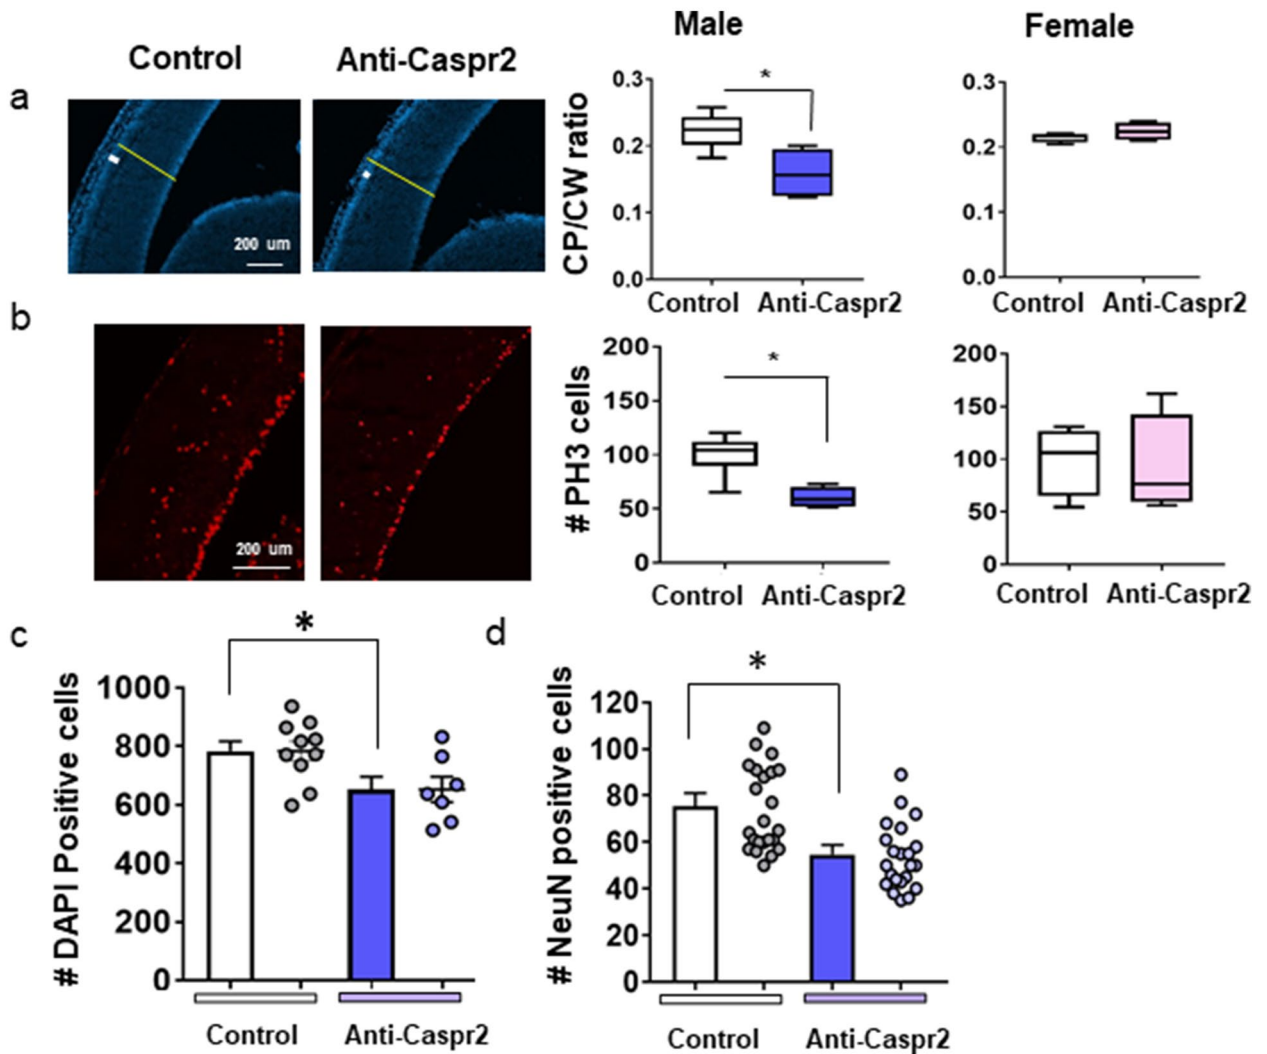 Male
Female
Control
Anti-Caspr2
a
200 um
CP/CW ratio
0.3
0.2
0.1
0.0
*
Control
Anti-Caspr2
0.3
0.2
0.1
0.0
Control
Anti-Caspr2
b
200 um
# PH3 cells
200
150
100
50
0
*
Control
Anti-Caspr2
200
150
100
50
0
Control
Anti-Caspr2
c
# DAPI Positive cells
1000
800
600
400
200
0
*
Control
Anti-Caspr2
d
# NeuN positive cells
120
100
80
60
40
20
0
*
Control
Anti-Caspr2